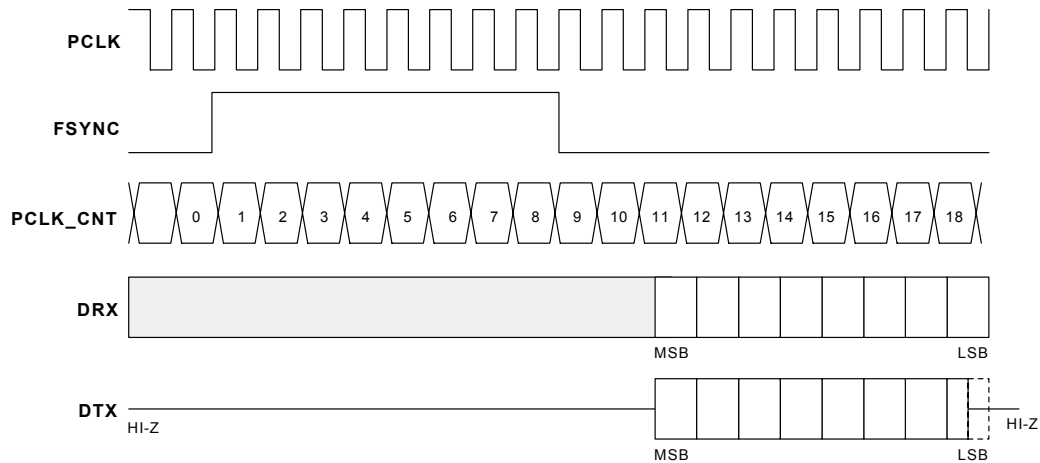 PCLK
FSYNC
PCLK_CNT 0 1 2 3 4 5 6 7 8 9 10 11 12 13 14 15 16 17 18
DRX
MSB LSB
DTX
HI-Z HI-Z
MSB LSB